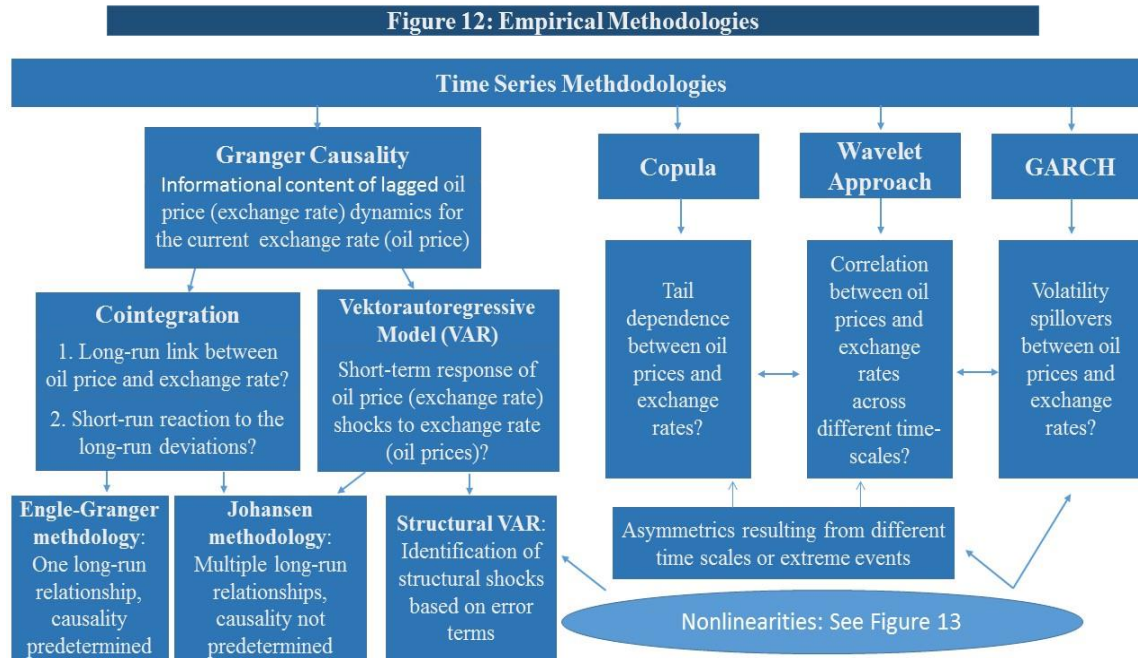 Figure 12: Empirical Methodologies
Time Series Methdodologies
Granger Causality
Informational content of lagged oil
price (exchange rate) dynamics for
the current exchange rate (oil price)
Copula
Wavelet
Approach
GARCH
Cointegration
1. Long-run link between
oil price and exchange rate?
2. Short-run reaction to the
long-run deviations?
Vektorautoregressive
Model (VAR)
Short-term response of
oil price (exchange rate)
shocks to exchange rate
(oil prices)?
Tail
dependence
between oil
prices and
exchange
rates?
Correlation
between oil
prices and
exchange
rates
across
different time-
scales?
Volatility
spillovers
between oil
prices and
exchange
rates?
Engle-Granger
methdology:
One long-run
relationship,
causality
predetermined
Johansen
methodology:
Multiple long-run
relationships,
causality not
predetermined
Structural VAR:
Identification of
structural shocks
based on error
terms
Asymmetrics resulting from different
time scales or extreme events
Nonlinearities: See Figure 13